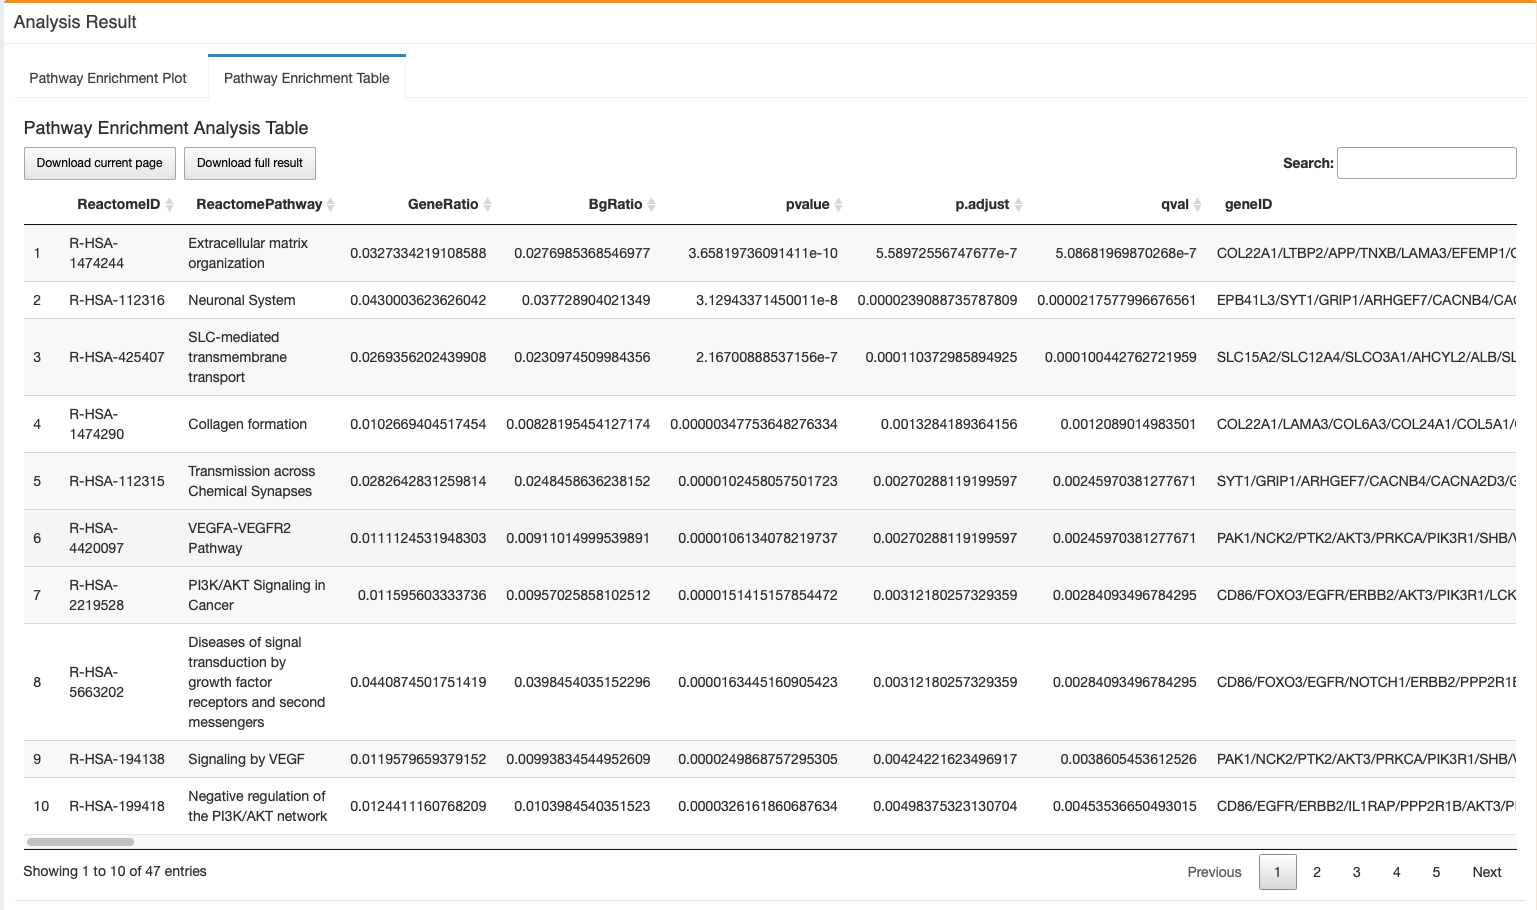 Analysis Result
Pathway Enrichment Plot Pathway Enrichment Table
Pathway Enrichment Analysis Table
Download current page Download full result Search:
ReactomeID ReactomePathway GeneRatio BgRatio pvalue p.adjust qval geneID
1 R-HSA-1474244 Extracellular matrix organization 0.0327334219108588 0.0276985368546977 3.65819736091411e-10 5.58972556747677e-7 5.08681969870268e-7 COL22A1/LTBP2/APP/TNXB/LAMA3/EFEMP1/
2 R-HSA-112316 Neuronal System 0.0430003623626042 0.037728904021349 3.12943371450011e-8 0.0000239088735787809 0.0000217577996676561 EPB41L3/SYT1/GRIP1/ARHGEF7/CACNB4/CA
3 R-HSA-425407 SLC-mediated transmembrane transport 0.0269356202439908 0.0230974509984356 2.16700888537156e-7 0.000110372985894925 0.000100442762721959 SLC15A2/SLC12A4/SLCO3A1/AHCYL2/ALB/SL
4 R-HSA-1474290 Collagen formation 0.0102669404517454 0.00828195454127174 0.00000347753648276334 0.0013284189364156 0.0012089014983501 COL22A1/LAMA3/COL6A3/COL24A1/COL5A1/
5 R-HSA-112315 Transmission across Chemical Synapses 0.0282642831259814 0.0248458636238152 0.0000102458057501723 0.00270288119199597 0.00245970381277671 SYT1/GRIP1/ARHGEF7/CACNB4/CACNA2D3/
6 R-HSA-4420097 VEGFA-VEGFR2 Pathway 0.0111124531948303 0.00911014999539891 0.0000106134078219737 0.00270288119199597 0.00245970381277671 PAK1/NCK2/PTK2/AKT3/PRKCA/PIK3R1/SHB/
7 R-HSA-2219528 PI3K/AKT Signaling in Cancer 0.011595603333736 0.00957025858102512 0.0000151415157854472 0.00312180257329359 0.00284093496784295 CD86/FOXO3/EGFR/ERBB2/AKT3/PIK3R1/LCK
8 R-HSA-5663202 Diseases of signal transduction by growth factor receptors and second messengers 0.0440874501751419 0.0398454035152296 0.0000163445160905423 0.00312180257329359 0.00284093496784295 CD86/FOXO3/EGFR/NOTCH1/ERBB2/PPP2R1
9 R-HSA-194138 Signaling by VEGF 0.0119579659379152 0.00993834544952609 0.0000249868757295305 0.00424221623496917 0.0038605453612526 PAK1/NCK2/PTK2/AKT3/PRKCA/PIK3R1/SHB/
10 R-HSA-199418 Negative regulation of the PI3K/AKT network 0.0124411160768209 0.0103984540351523 0.0000326161860687634 0.00498375323130704 0.00453536650493015 CD86/EGFR/ERBB2/IL1RAP/PPP2R1B/AKT3/P
Showing 1 to 10 of 47 entries Previous 1 2 3 4 5 Next